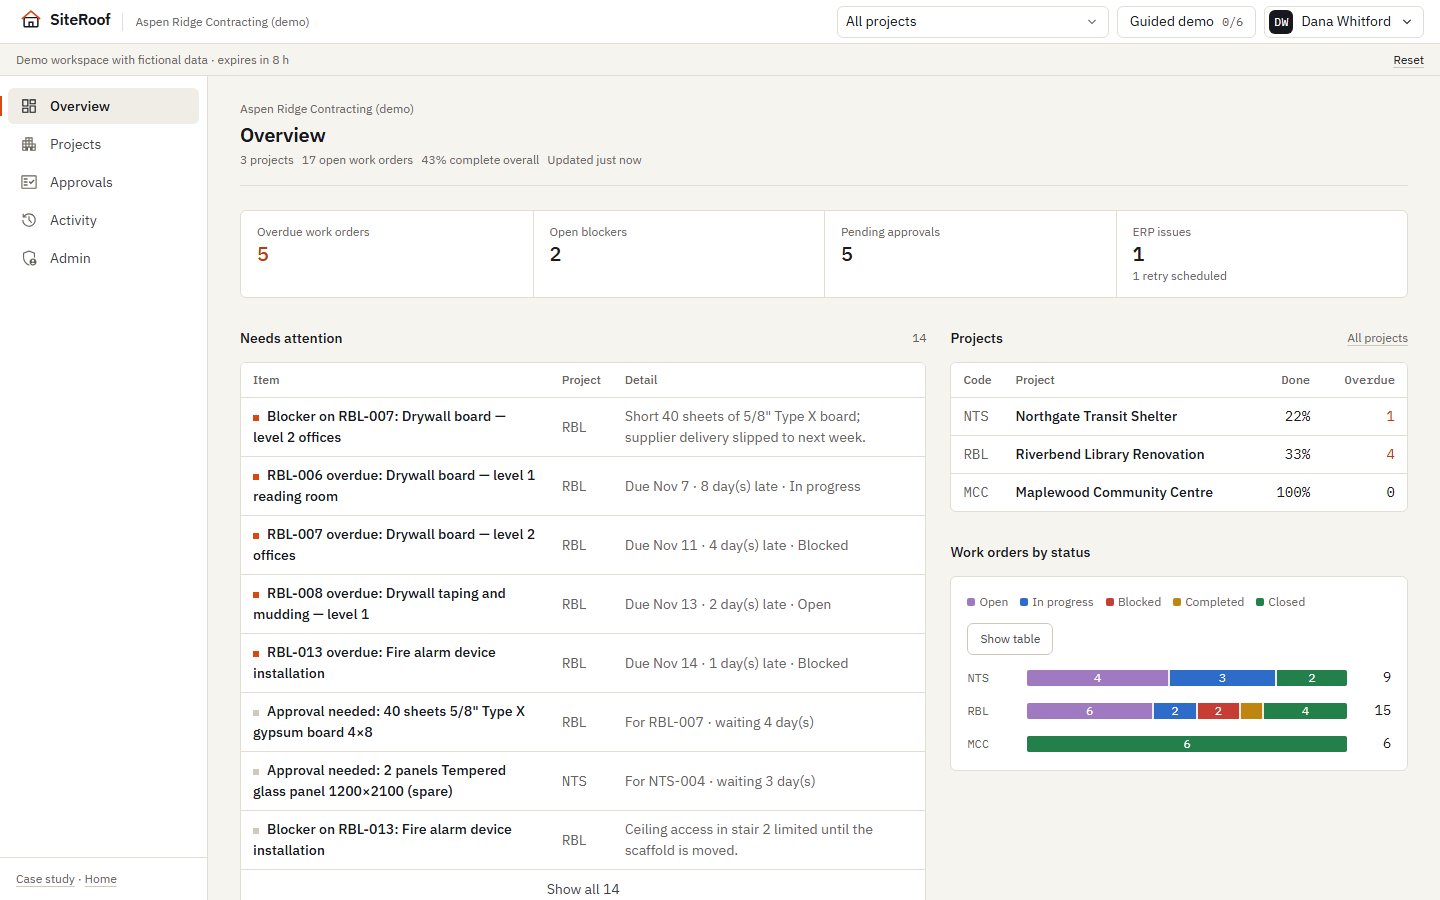 SiteRoof
Aspen Ridge Contracting (demo)
All projects
Guided demo 0/6
DW Dana Whitford
Demo workspace with fictional data · expires in 8 h
Reset
Overview
Projects
Approvals
Activity
Admin
Case study · Home
Aspen Ridge Contracting (demo)
Overview
3 projects 17 open work orders 43% complete overall Updated just now
Overdue work orders
5
Open blockers
2
Pending approvals
5
ERP issues
1
1 retry scheduled
Needs attention 14
Item Project Detail
Blocker on RBL-007: Drywall board —
level 2 offices
RBL
Short 40 sheets of 5/8" Type X board;
supplier delivery slipped to next week.
RBL-006 overdue: Drywall board — level 1
reading room
RBL
Due Nov 7 · 8 day(s) late · In progress
RBL-007 overdue: Drywall board — level 2
offices
RBL
Due Nov 11 · 4 day(s) late · Blocked
RBL-008 overdue: Drywall taping and
mudding — level 1
RBL
Due Nov 13 · 2 day(s) late · Open
RBL-013 overdue: Fire alarm device
installation
RBL
Due Nov 14 · 1 day(s) late · Blocked
Approval needed: 40 sheets 5/8" Type X
gypsum board 4×8
RBL
For RBL-007 · waiting 4 day(s)
Approval needed: 2 panels Tempered
glass panel 1200×2100 (spare)
NTS
For NTS-004 · waiting 3 day(s)
Blocker on RBL-013: Fire alarm device
installation
RBL
Ceiling access in stair 2 limited until the
scaffold is moved.
Show all 14
Projects All projects
Code Project Done Overdue
NTS Northgate Transit Shelter 22% 1
RBL Riverbend Library Renovation 33% 4
MCC Maplewood Community Centre 100% 0
Work orders by status
Open In progress Blocked Completed Closed
Show table
NTS 4 3 2 9
RBL 6 2 2 4 15
MCC 6 6